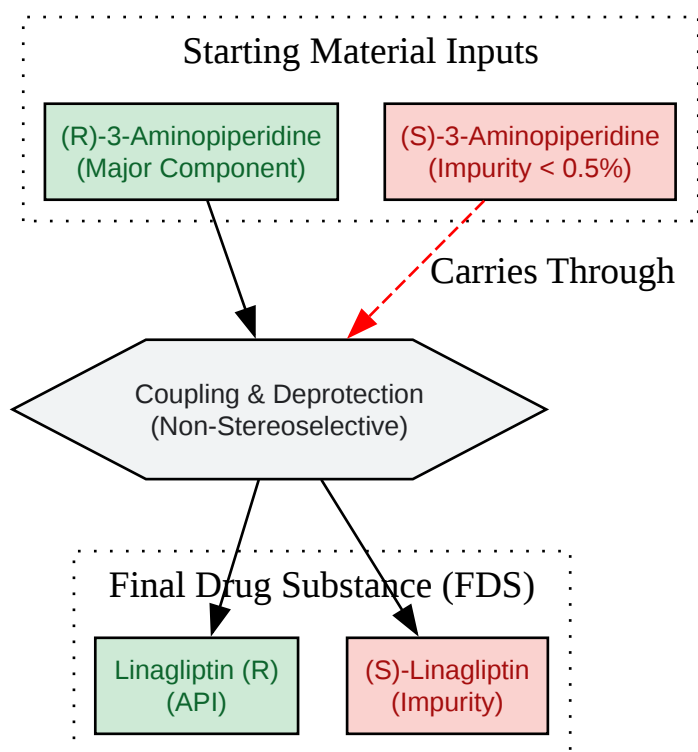 Starting Material Inputs
(R)-3-Aminopiperidine
(Major Component)
(S)-3-Aminopiperidine
(Impurity < 0.5%)
Carries Through
Coupling & Deprotection
(Non-Stereoselective)
Final Drug Substance (FDS)
Linagliptin (R)
(API)
(S)-Linagliptin
(Impurity)